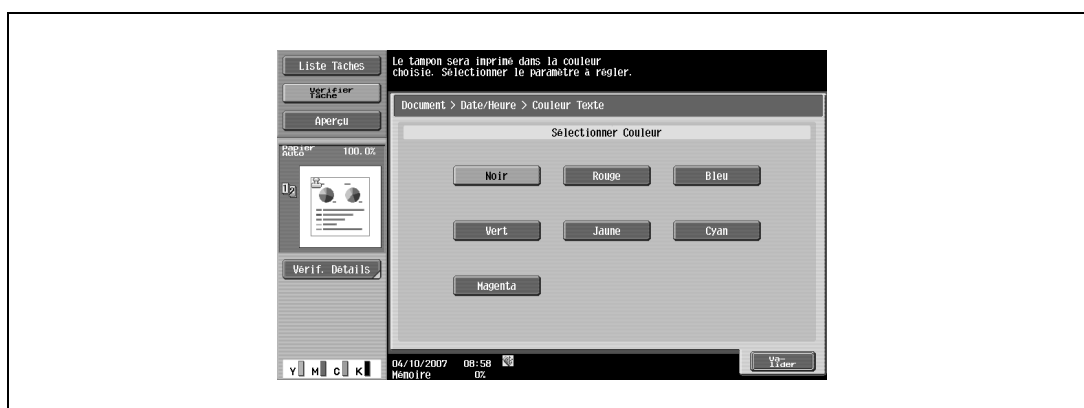 Liste Tâches
Vérifier
Tâche
Aperçu
Papier
Auto 100.0%
Vérif. Détails
Y M C K
Le tampon sera imprimé dans la couleur
choisie. Sélectionner le paramètre à régler.
Document > Date/Heure > Couleur Texte
Sélectionner Couleur
Noir Rouge Bleu
Vert Jaune Cyan
Magenta
04/10/2007 08:58
Mémoire 0%
Va-
lider